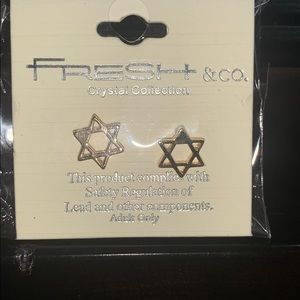 FRESH &CO.
Crystal Collection
This product complies with
Safety Regulation of
Lead and other components.
Adult Only